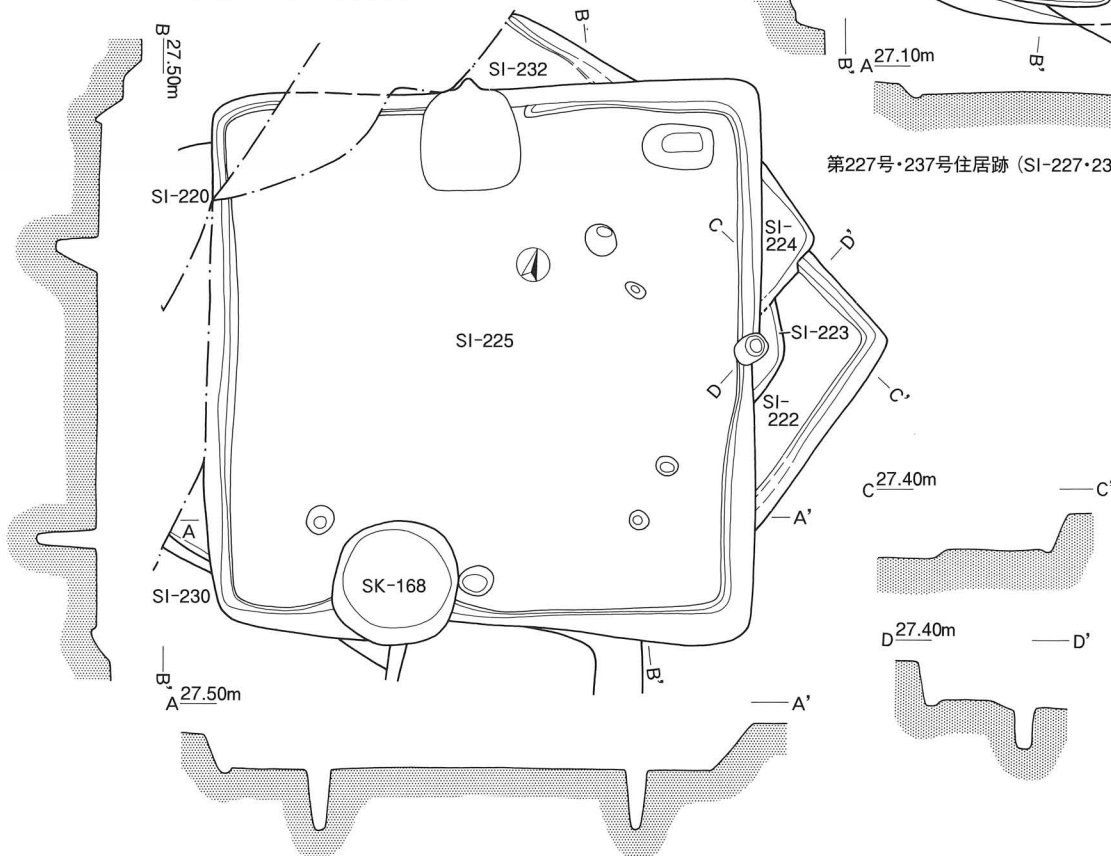 B
B'
B'
A 27.10m
第227号・237号住居跡（SI-227・23
B 27.50m
B
SI-232
SI-220
C
SI-
224
D'
SI-225
SI-223
D
SI-
222
C'
A
A'
SK-168
SI-230
B'
B'
A 27.50m
A'
C 27.40m
C'
D 27.40m
D'